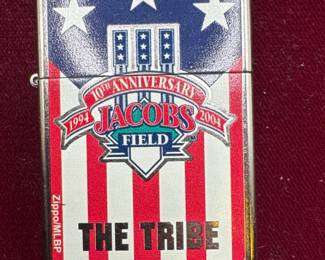 10TH ANNIVERSARY
1994 JACOBS 2004
FIELD
Zippo/MLBP
THE TRIBE